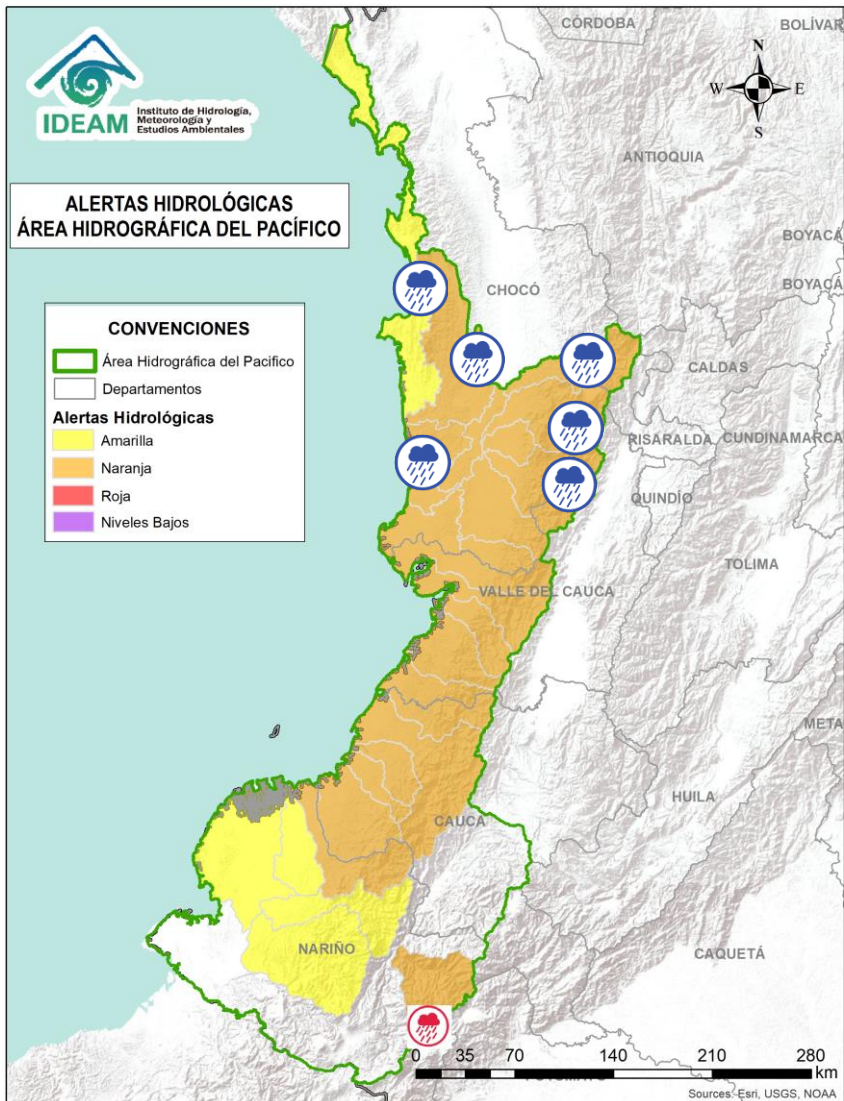 CÓRDOBA
BOLÍVAR
N
W
E
S
IDEAM
Instituto de Hidrología,
Meteorología y
Estudios Ambientales
ANTIOQUIA
ALERTAS HIDROLÓGICAS
ÁREA HIDROGRÁFICA DEL PACÍFICO
BOYACÁ
BOYACÁ
CHOCÓ
CONVENCIONES
Área Hidrográfica del Pacifico
Departamentos
Alertas Hidrológicas
Amarilla
Naranja
Roja
Niveles Bajos
CALDAS
RISARALDA
CUNDINAMARCA
QUINDÍO
TOLIMA
VALLE DEL CAUCA
META
HUILA
CAUCA
NARIÑO
CAQUETÁ
0 35 70 140 210 280
km
Sources: Esri, USGS, NOAA